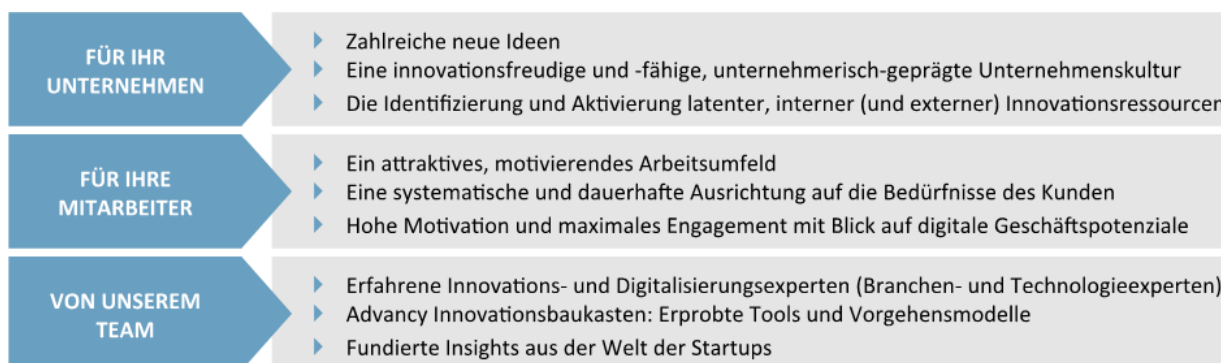 FÜR IHR
UNTERNEHMEN
Zahlreiche neue Ideen
Eine innovationsfreudige und -fähige, unternehmerisch-geprägte Unternehmenskultur
Die Identifizierung und Aktivierung latenter, interner (und externer) Innovationsressourcen
FÜR IHRE
MITARBEITER
Ein attraktives, motivierendes Arbeitsumfeld
Eine systematische und dauerhafte Ausrichtung auf die Bedürfnisse des Kunden
Hohe Motivation und maximales Engagement mit Blick auf digitale Geschäftspotenziale
VON UNSEREM
TEAM
Erfahrene Innovations- und Digitalisierungsexperten (Branchen- und Technologieexperten)
Advancy Innovationsbaukasten: Erprobte Tools und Vorgehensmodelle
Fundierte Insights aus der Welt der Startups